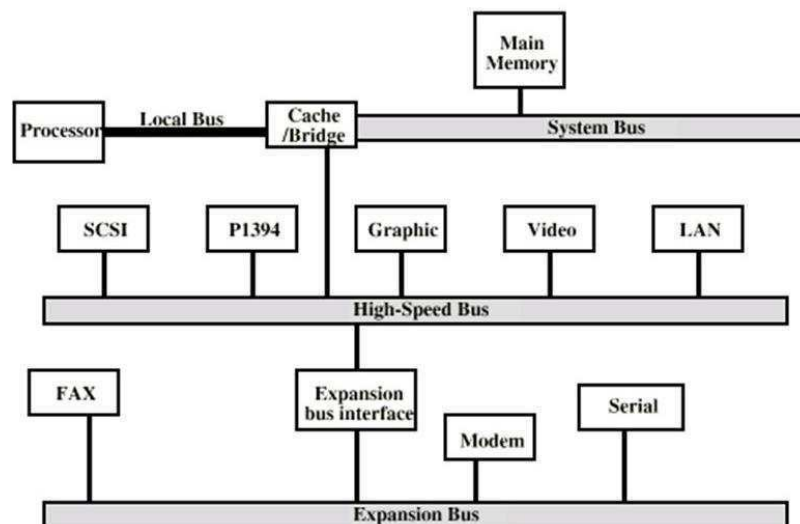 Main
Memory
Processor
Local Bus
Cache
/Bridge
System Bus
SCSI
P1394
Graphic
Video
LAN
High-Speed Bus
FAX
Expansion
bus interface
Serial
Modem
Expansion Bus